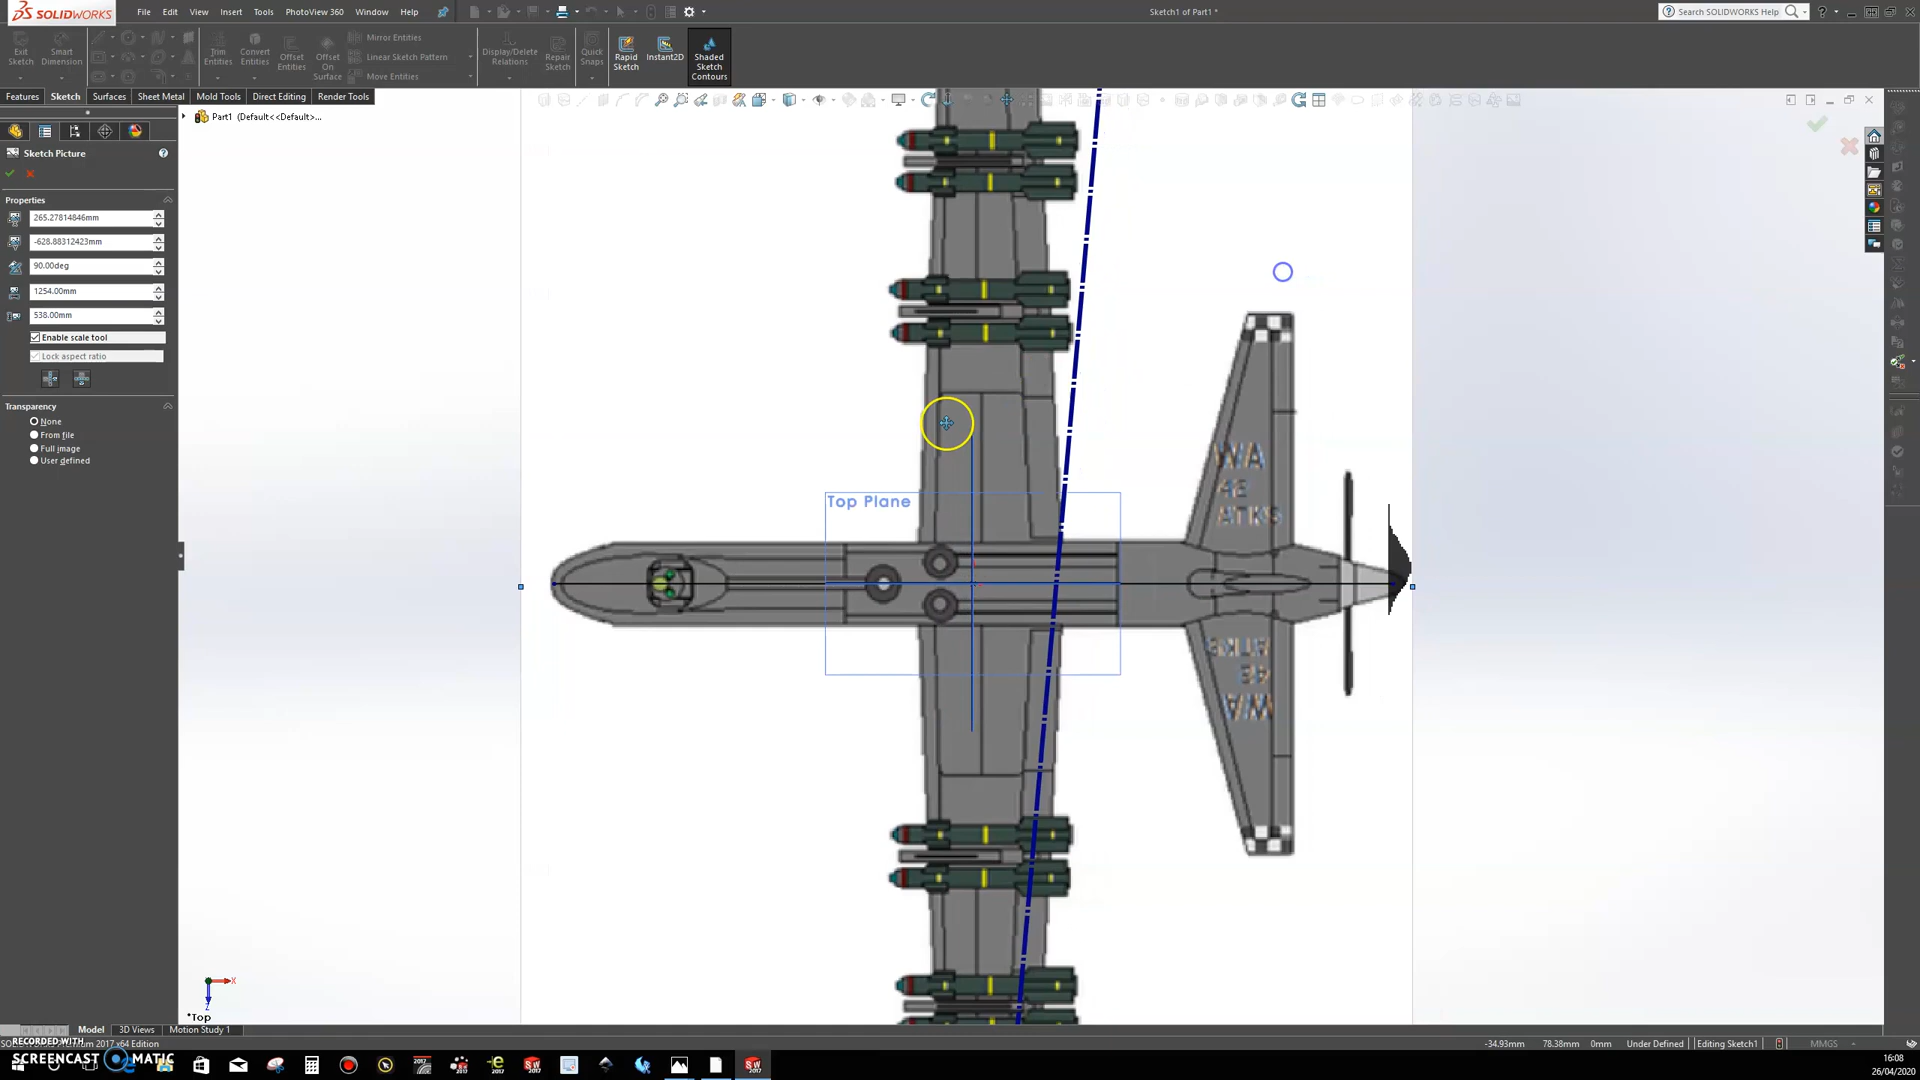 SOLIDWORKS
File Edit View Insert Tools PhotoView 360 Window Help
Sketch1 of Part1 *
Search SOLIDWORKS Help
Exit Sketch
Smart Dimension
Trim Entities
Convert Entities
Offset Entities
Offset On Surface
Mirror Entities
Linear Sketch Pattern
Move Entities
Display/Delete Relations
Repair Sketch
Quick Snaps
Rapid Sketch
Instant2D
Shaded Sketch Contours
Features Sketch Surfaces Sheet Metal Mold Tools Direct Editing Render Tools
Part1 (Default<<Default>...
Sketch Picture
Properties
265.27814846mm
-628.88312423mm
90.00deg
1254.00mm
538.00mm
Enable scale tool
Lock aspect ratio
Transparency
None
From file
Full image
User defined
Top Plane
WA
X
Z
*Top
Model 3D Views Motion Study 1
RECORDED WITH
SCREENCAST MATIC
SOLIDWORKS Premium 2017 x64 Edition
-34.93mm 78.38mm 0mm Under Defined Editing Sketch1 MMGS
16:08
26/04/2020